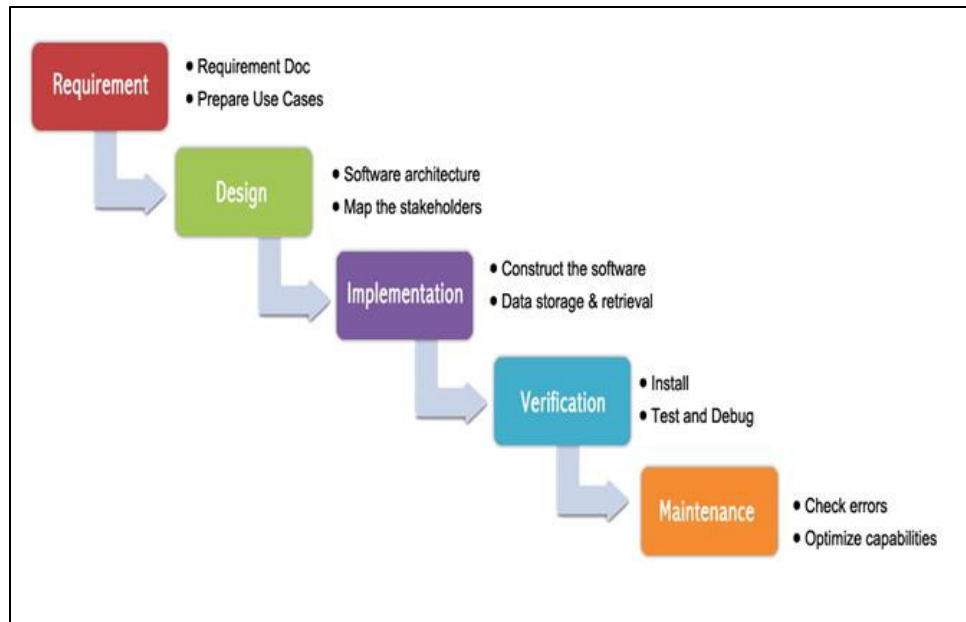 Requirement
• Requirement Doc
• Prepare Use Cases
Design
• Software architecture
• Map the stakeholders
Implementation
• Construct the software
• Data storage & retrieval
Verification
• Install
• Test and Debug
Maintenance
• Check errors
• Optimize capabilities